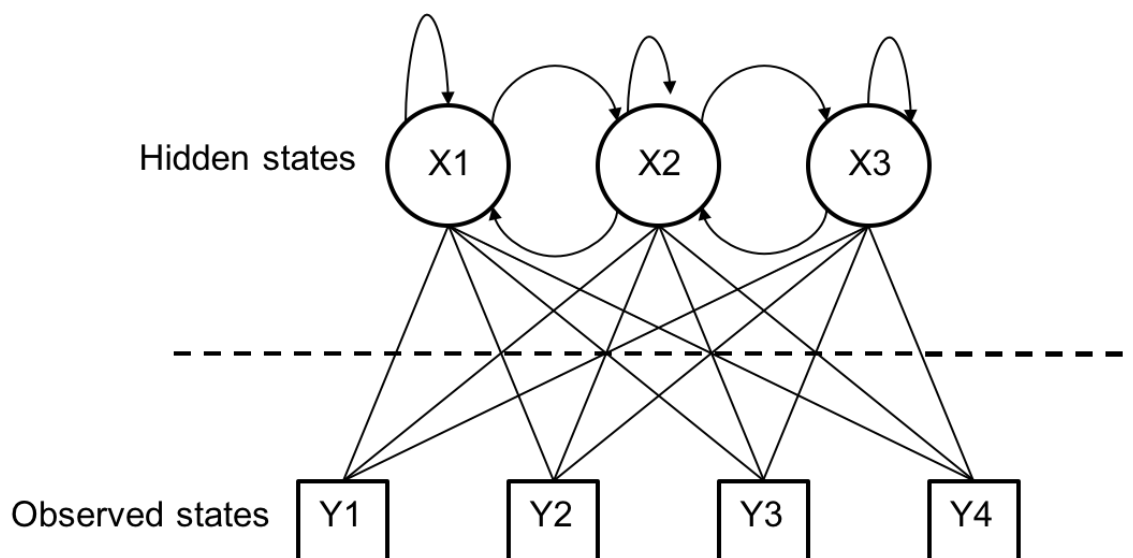 Hidden states
X1
X2
X3
Observed states
Y1
Y2
Y3
Y4